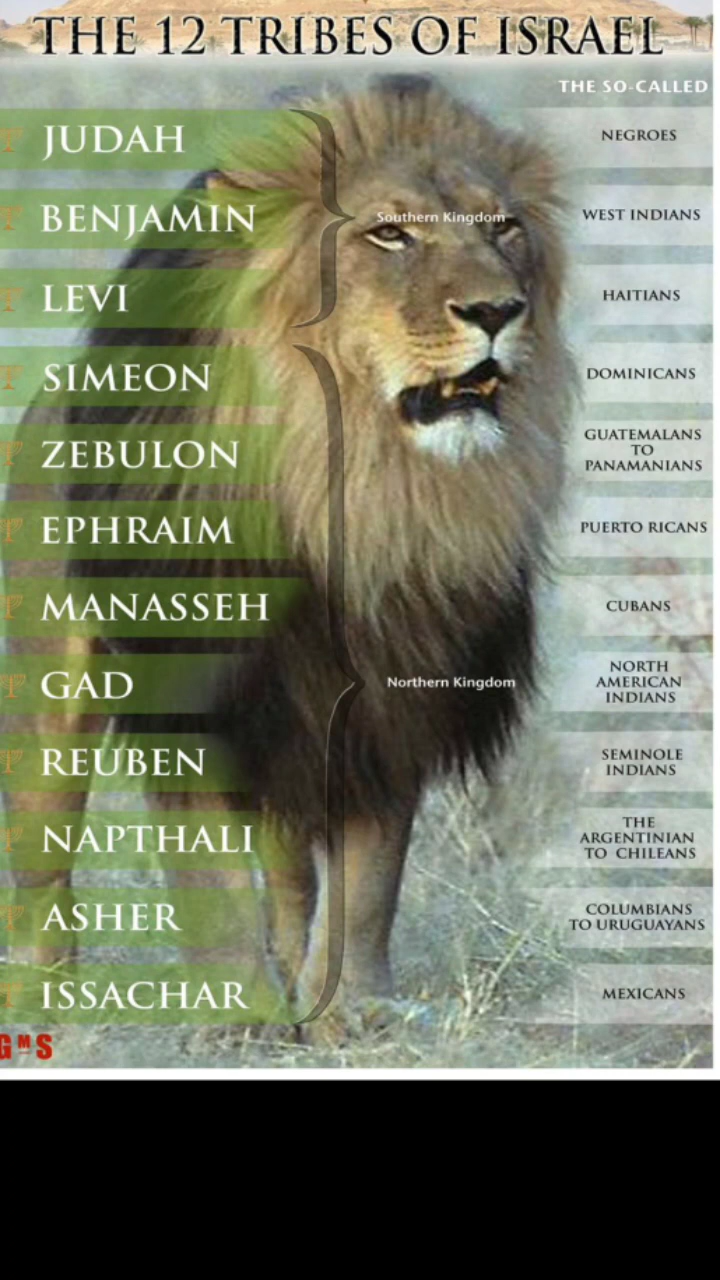 THE 12 TRIBES OF ISRAEL
THE SO-CALLED
JUDAH
NEGROES
BENJAMIN
Southern Kingdom
WEST INDIANS
LEVI
HAITIANS
SIMEON
DOMINICANS
ZEBULON
GUATEMALANS
TO
PANAMANIANS
EPHRAIM
PUERTO RICANS
MANASSEH
CUBANS
GAD
Northern Kingdom
NORTH
AMERICAN
INDIANS
REUBEN
SEMINOLE
INDIANS
NAPTHALI
THE
ARGENTINIAN
TO CHILEANS
ASHER
COLUMBIANS
TO URUGUAYANS
ISSACHAR
MEXICANS
GMS